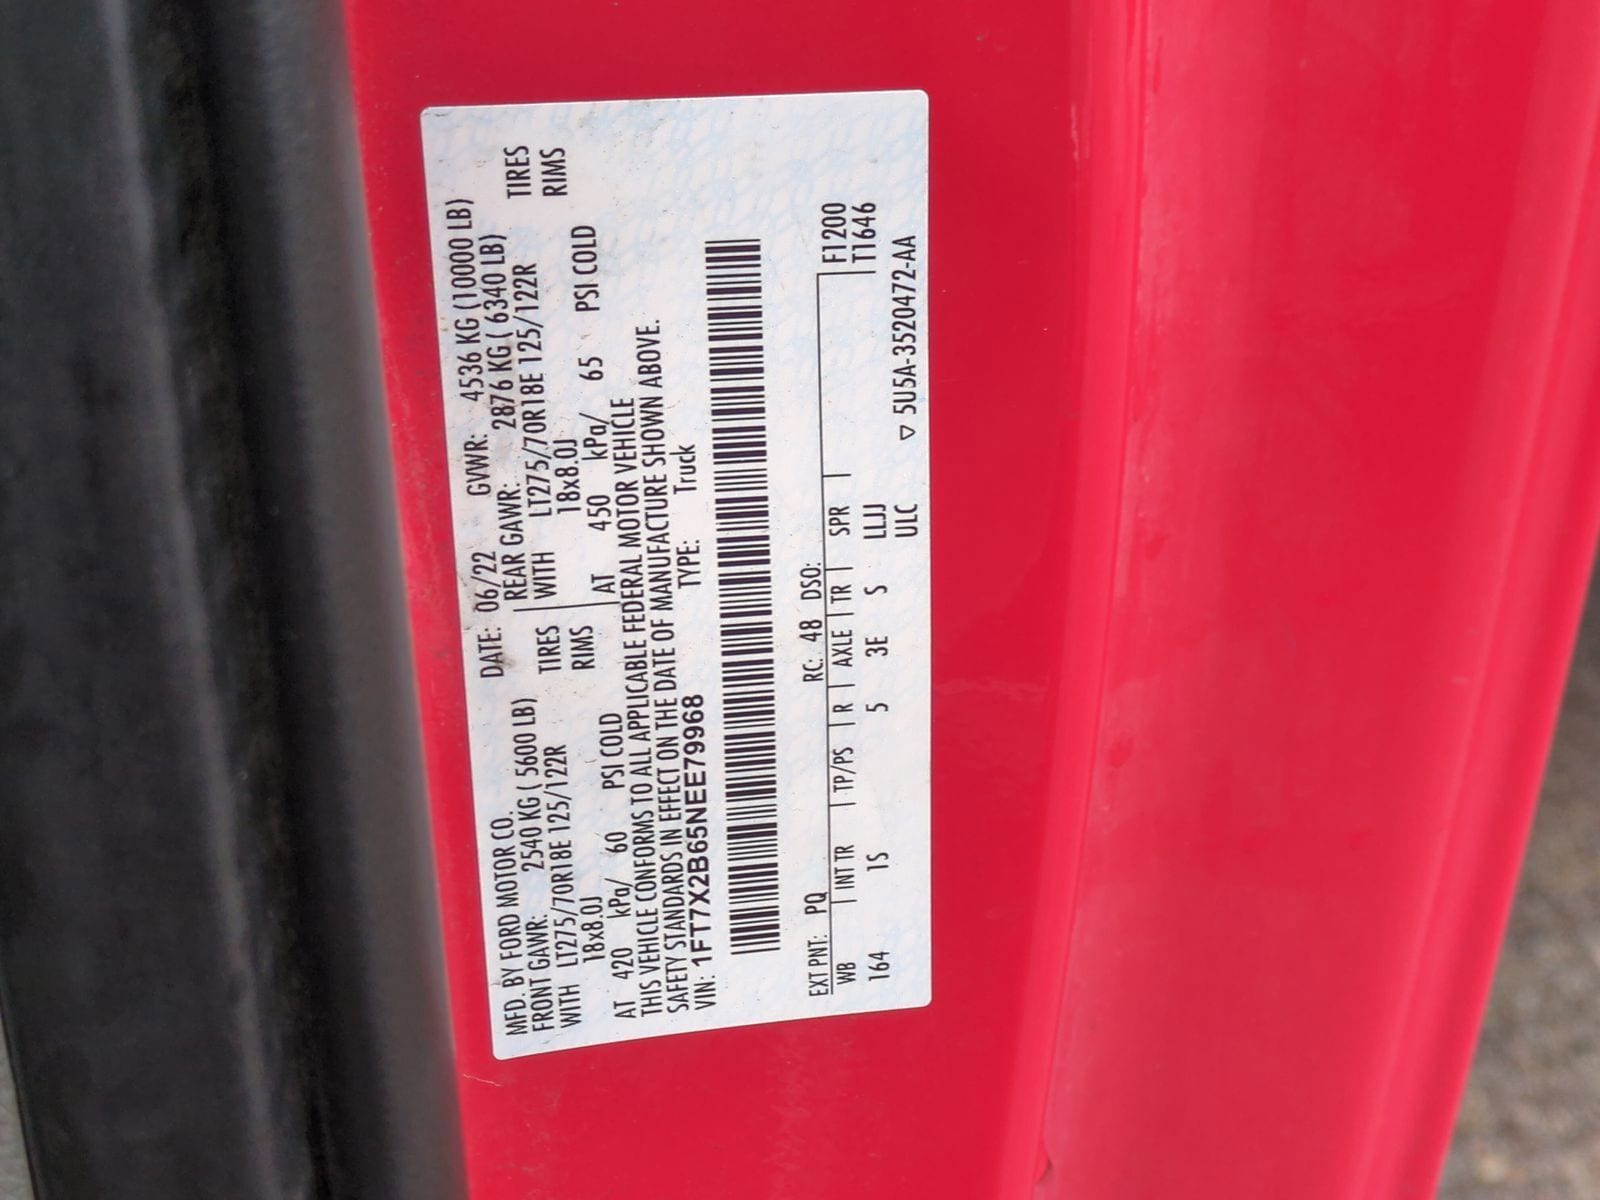 MFD. BY FORD MOTOR CO.
DATE: 06/22 GVWR: 4536 KG (10000 LB)
FRONT GAWR: 2540 KG ( 5600 LB) REAR GAWR: 2876 KG ( 6340 LB)
WITH LT275/70R18E 125/122R TIRES WITH LT275/70R18E 125/122R TIRES
18x8.0J RIMS 18x8.0J RIMS
AT 420 kPa/ 60 PSI COLD AT 450 kPa/ 65 PSI COLD
THIS VEHICLE CONFORMS TO ALL APPLICABLE FEDERAL MOTOR VEHICLE
SAFETY STANDARDS IN EFFECT ON THE DATE OF MANUFACTURE SHOWN ABOVE.
VIN: 1FT7X2B65NEE79968 TYPE: Truck
EXT PNT: PQ RC: 48 DSO: F1200
WB INT TR TP/PS R AXLE TR SPR T1646
164 1S 5 3E S LLJJ
ULC
▽ 5U5A-3520472-AA